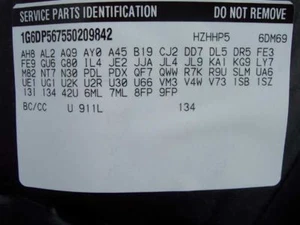 SERVICE PARTS IDENTIFICATION DO NOT REMOVE
1G6DP567550209842 HZHHP5 6DM69
AH8 AL2 AQ9 AY0 A45 B19 CJ2 DD7 DL5 DR5 FE3
FE9 GU6 G80 IL4 JE2 JJA JL4 JL9 KA1 KG9 LY7
M82 NT7 N30 PDL PDX QF7 QWW R7K R9U SLM UA6
UE1 UG1 U2K U2R U30 U66 VM3 V4W V73 1SB 1SZ
13I 134 42U 6ML 7ML 8FP 9FP
BC/CC U 911L 134